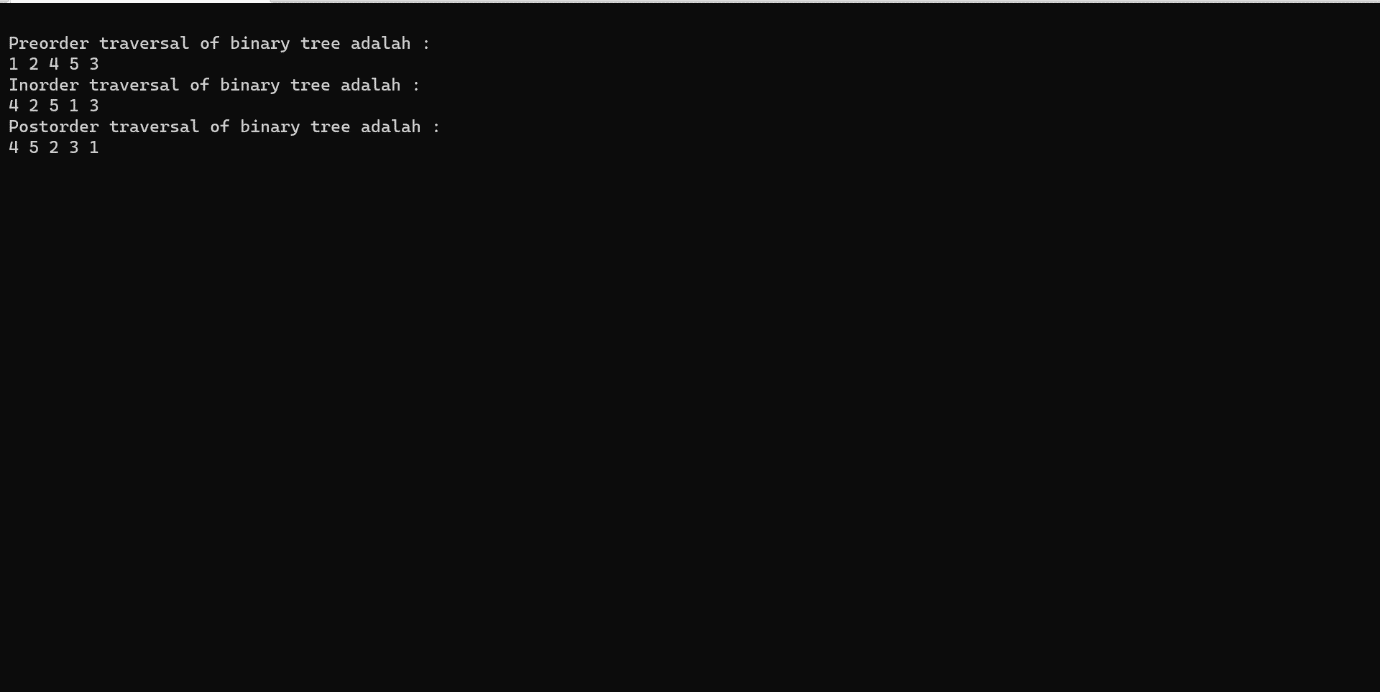 Preorder traversal of binary tree adalah :
1 2 4 5 3
Inorder traversal of binary tree adalah :
4 2 5 1 3
Postorder traversal of binary tree adalah :
4 5 2 3 1